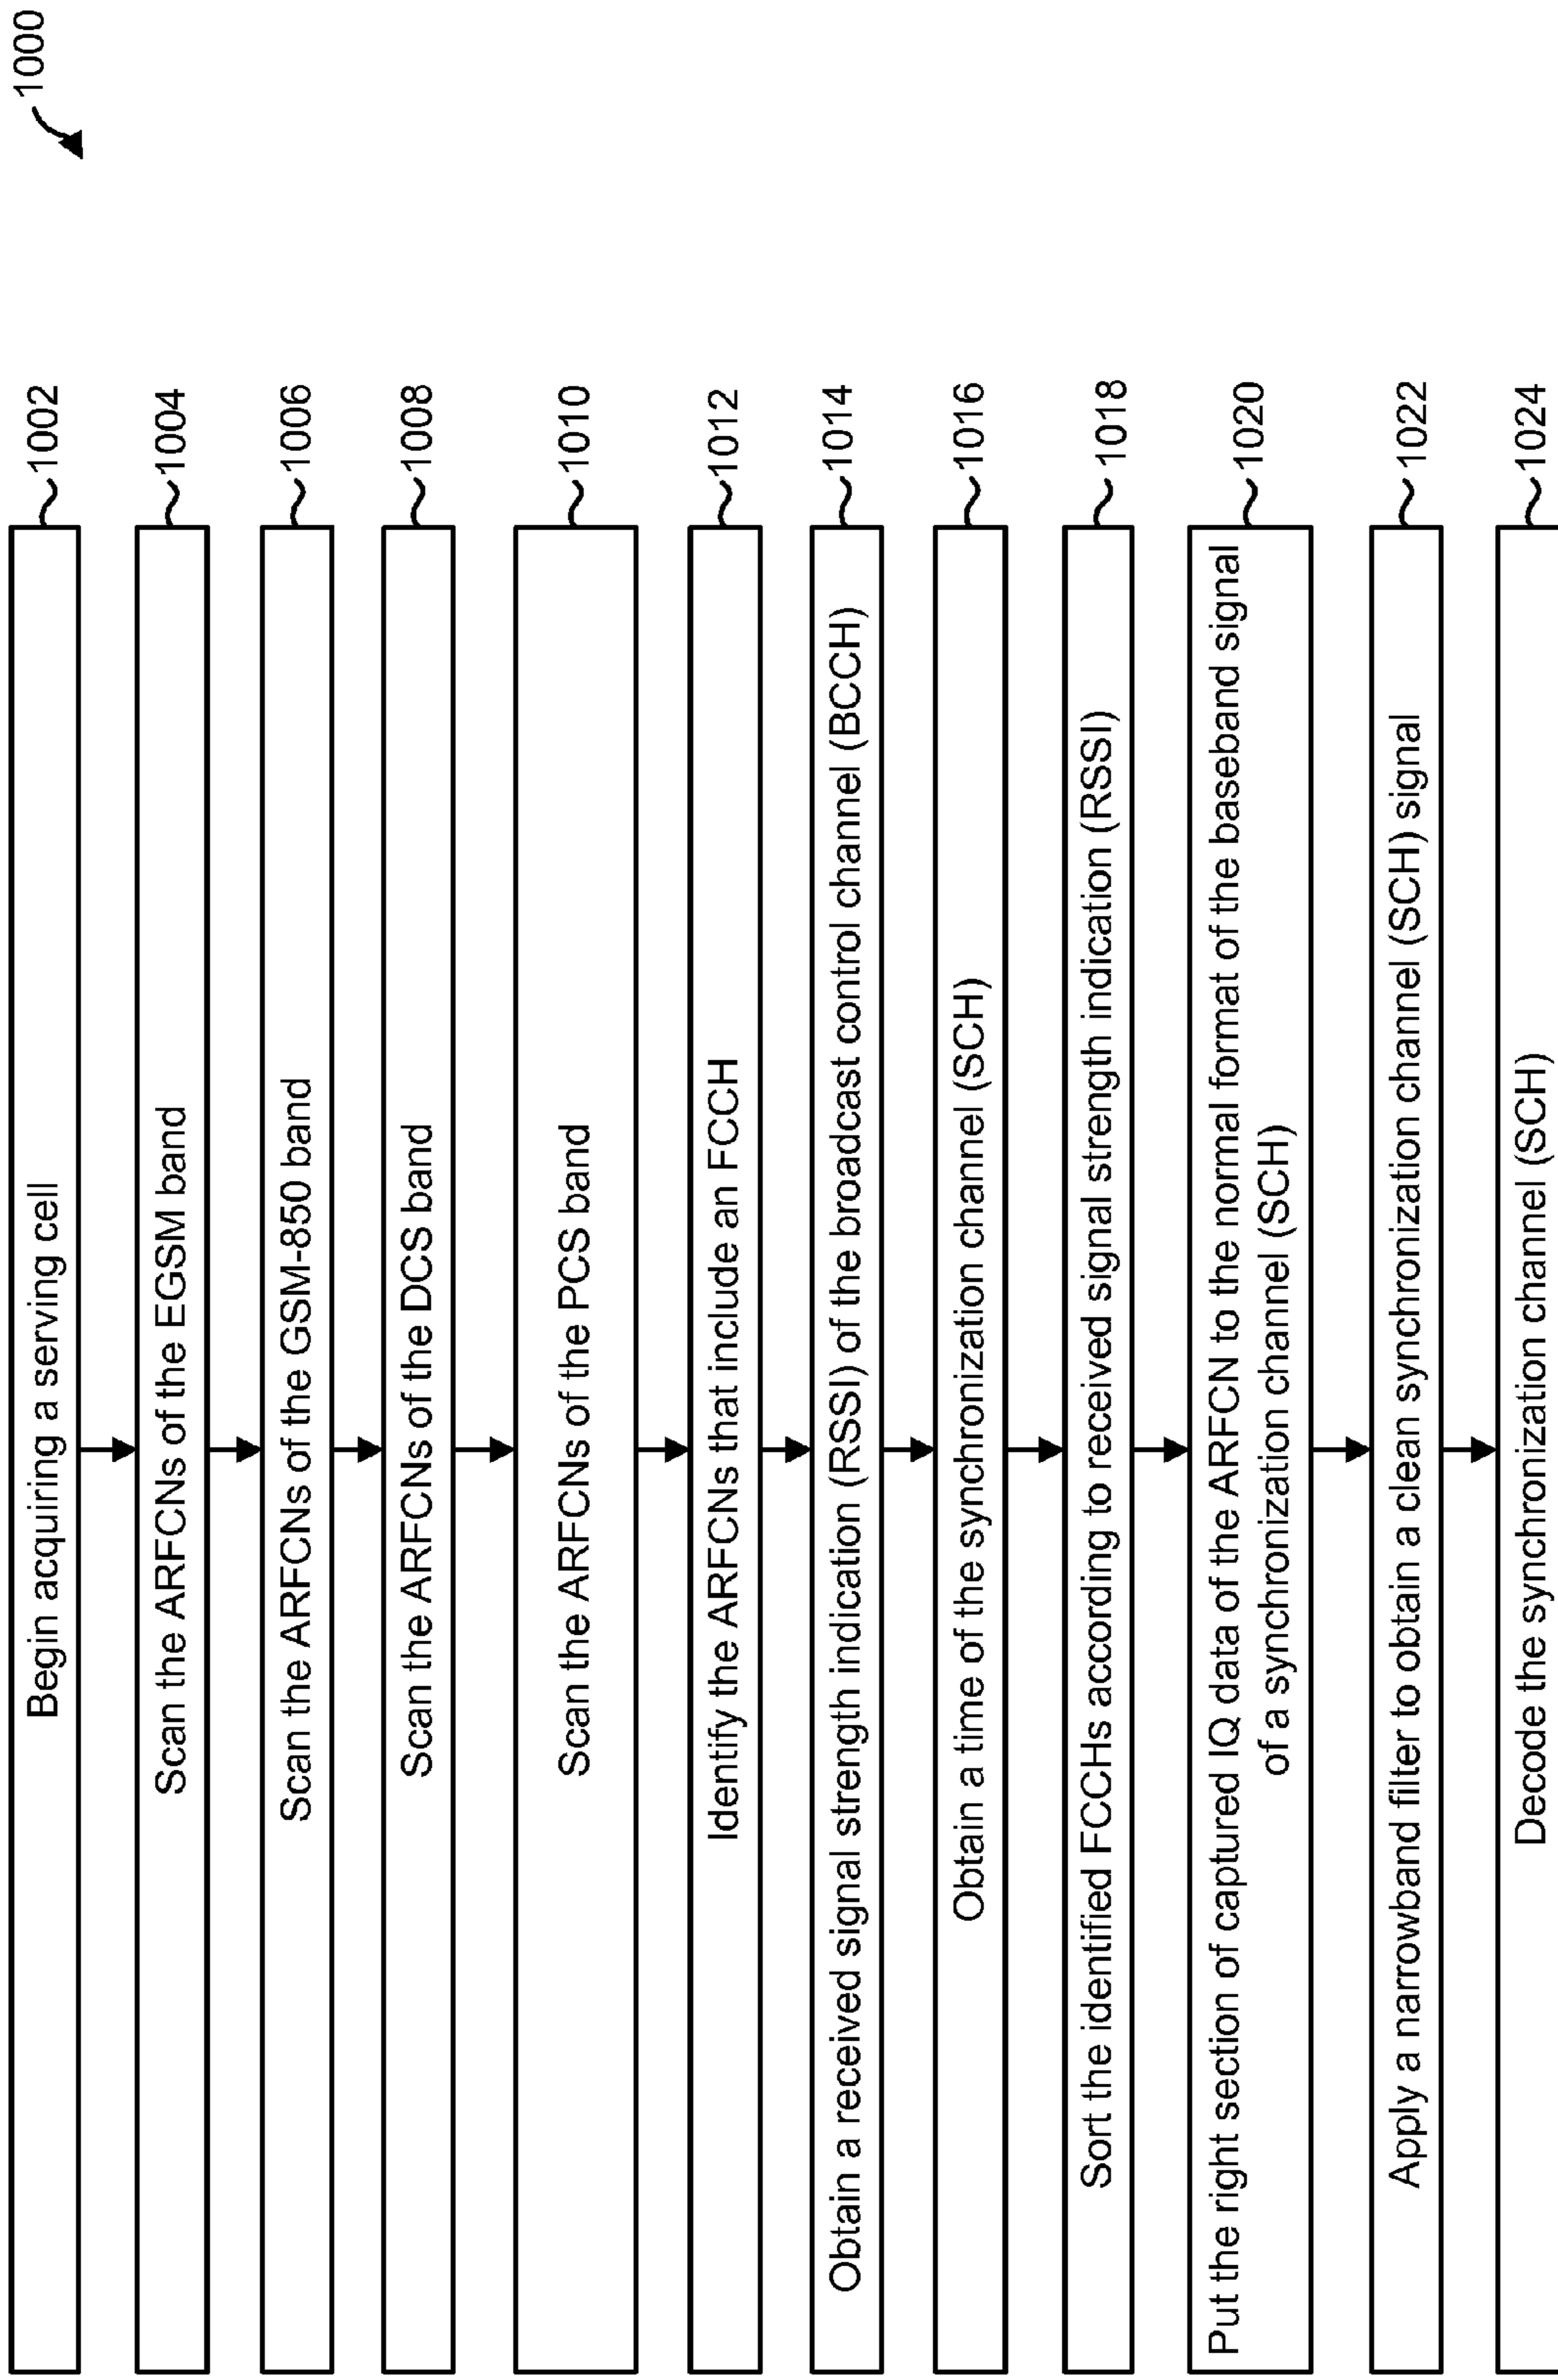 1000
Begin acquiring a serving cell
1002
Scan the ARFCNs of the EGSM band
1004
Scan the ARFCNs of the GSM-850 band
1006
Scan the ARFCNs of the DCS band
1008
Scan the ARFCNs of the PCS band
1010
Identify the ARFCNs that include an FCCH
1012
Obtain a received signal strength indication (RSSI) of the broadcast control channel (BCCH)
1014
Obtain a time of the synchronization channel (SCH)
1016
Sort the identified FCCHs according to received signal strength indication (RSSI)
1018
Put the right section of captured IQ data of the ARFCN to the normal format of the baseband signal
of a synchronization channel (SCH)
1020
Apply a narrowband filter to obtain a clean synchronization channel (SCH) signal
1022
Decode the synchronization channel (SCH)
1024